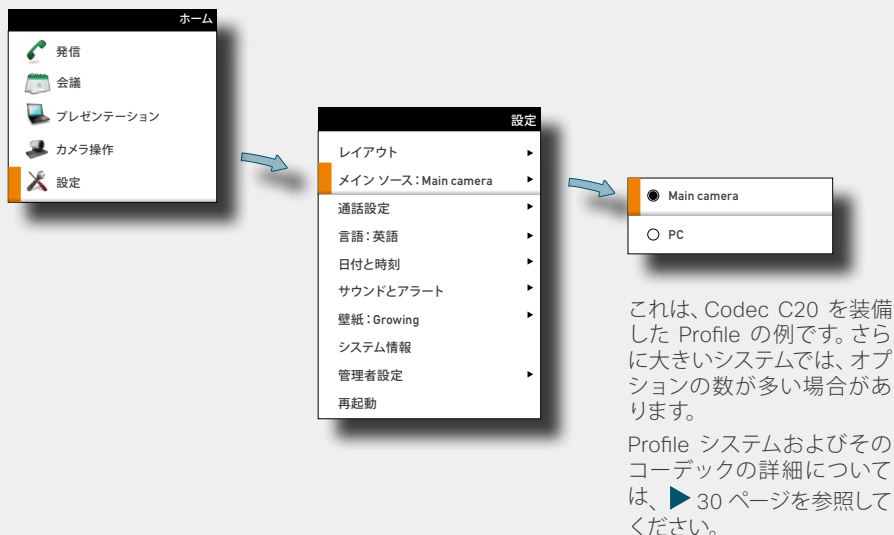 ホーム
発信
会議
プレゼンテーション
カメラ操作
設定
設定
レイアウト
メイン ソース：Main camera
通話設定
言語：英語
日付と時刻
サウンドとアラート
壁紙：Growing
システム情報
管理者設定
再起動
Main camera
PC
これは、Codec C20 を装備
した Profile の例です。さら
に大きいシステムでは、オプ
ションの数が多い場合があ
ります。
Profile システムおよびその
コーデックの詳細について
は、 30 ページを参照して
ください。